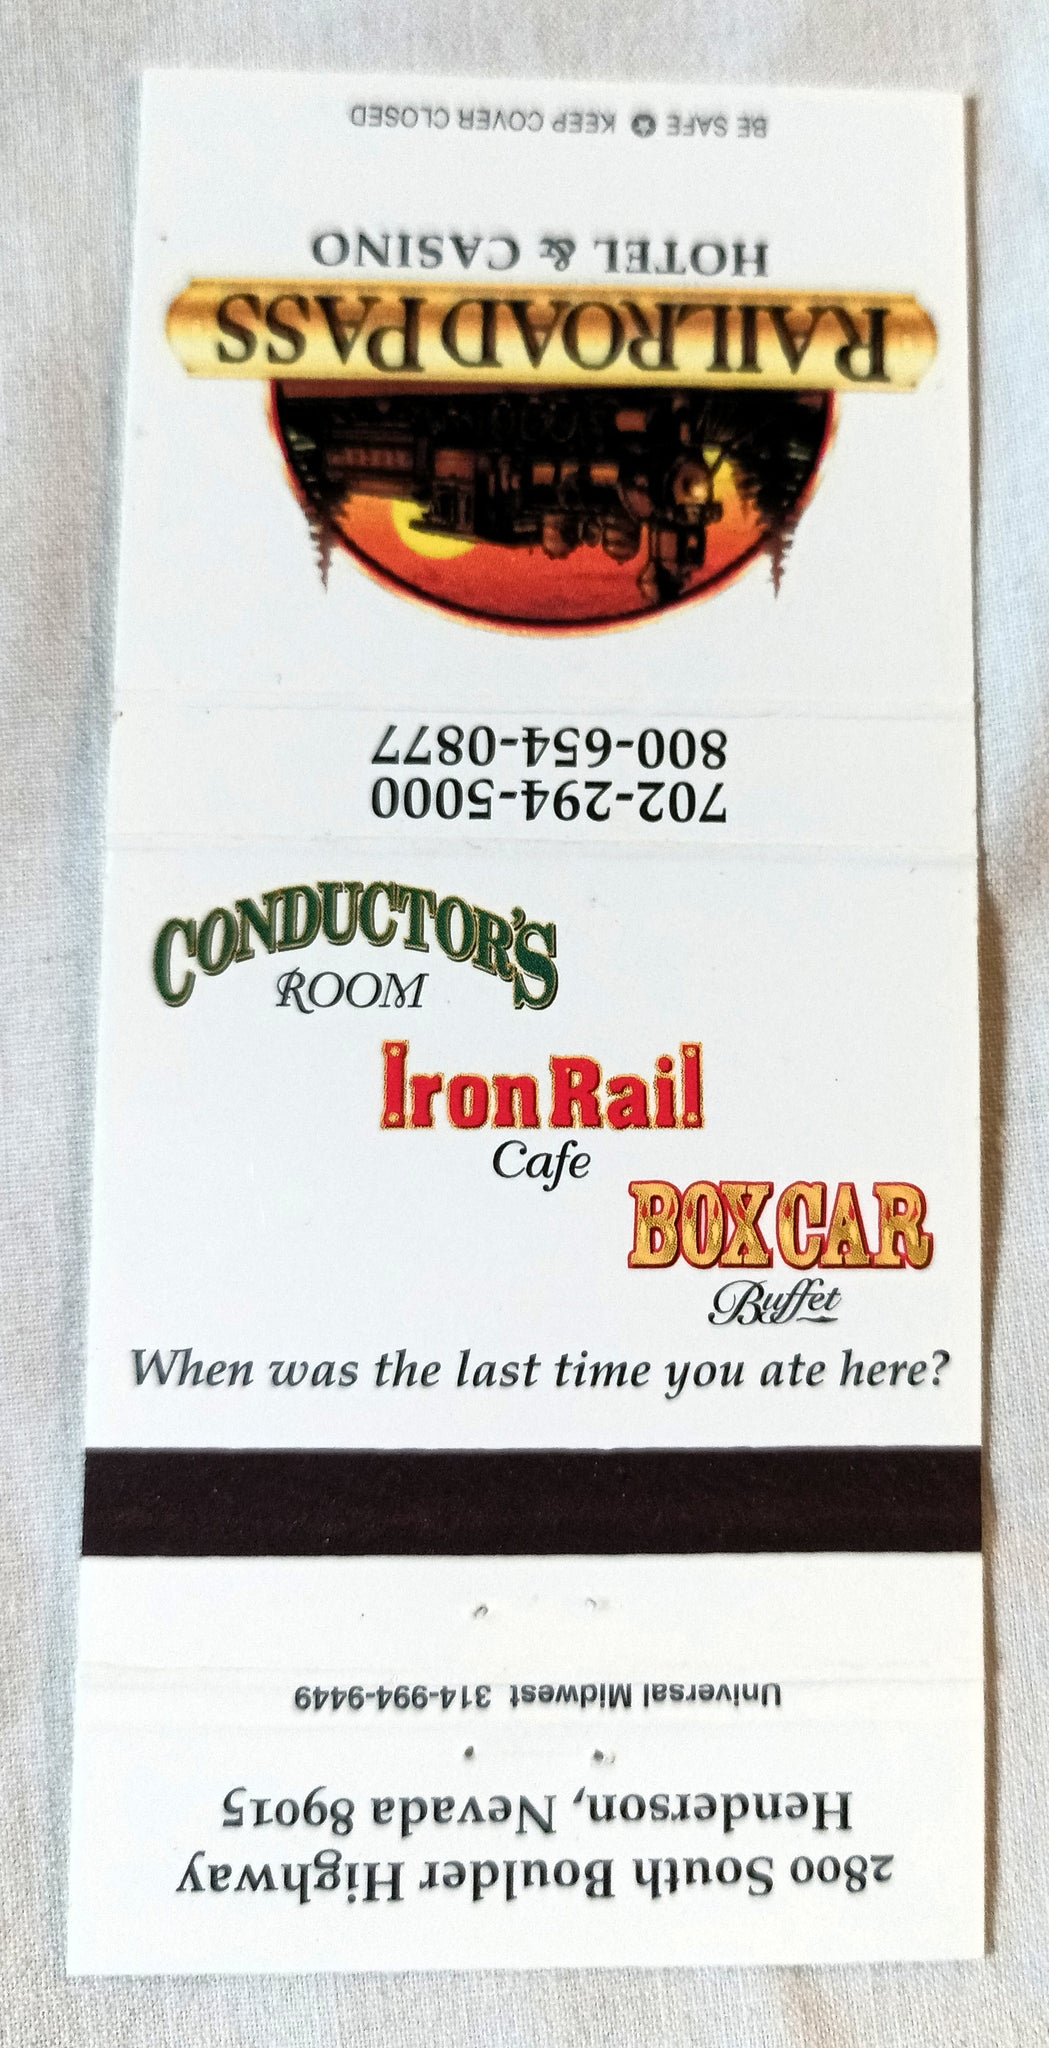 BE SAFE ✪ KEEP COVER CLOSED
HOTEL & CASINO
RAILROAD PASS
800-654-0877
702-294-5000
CONDUCTOR'S
ROOM
Iron Rail
Cafe
BOXCAR
Buffet
When was the last time you ate here?
Universal Midwest 314-994-9449
Henderson, Nevada 89015
2800 South Boulder Highway